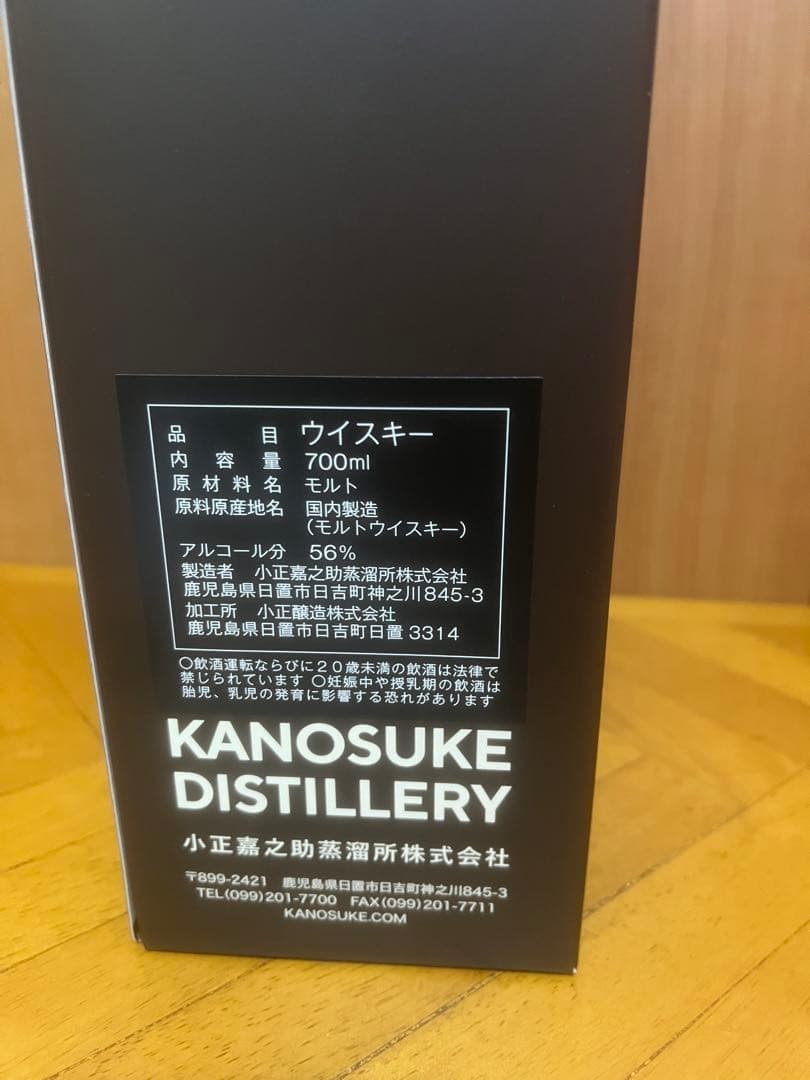 品目 ウイスキー
内容量 700ml
原材料名 モルト
原料原産地名 国内製造
（モルトウイスキー）
アルコール分 56%
製造者 小正嘉之助蒸溜所株式会社
鹿児島県日置市日吉町神之川845-3
加工所 小正醸造株式会社
鹿児島県日置市日吉町日置3314
○飲酒運転ならびに20歳未満の飲酒は法律で
禁じられています ○妊娠中や授乳期の飲酒は
胎児、乳児の発育に影響する恐れがあります
KANOSUKE
DISTILLERY
小正嘉之助蒸溜所株式会社
〒899-2421 鹿児島県日置市日吉町神之川845-3
TEL(099)201-7700 FAX(099)201-7711
KANOSUKE.COM